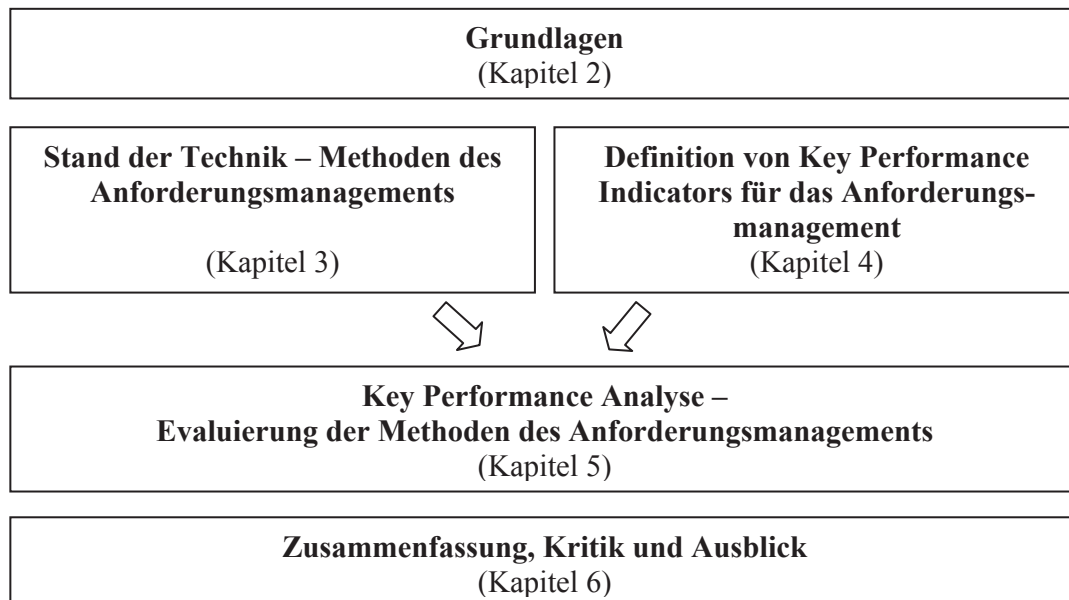 Grundlagen
(Kapitel 2)
Stand der Technik – Methoden des
Anforderungsmanagements
(Kapitel 3)
Definition von Key Performance
Indicators für das Anforderungs-
management
(Kapitel 4)
Key Performance Analyse –
Evaluierung der Methoden des Anforderungsmanagements
(Kapitel 5)
Zusammenfassung, Kritik und Ausblick
(Kapitel 6)